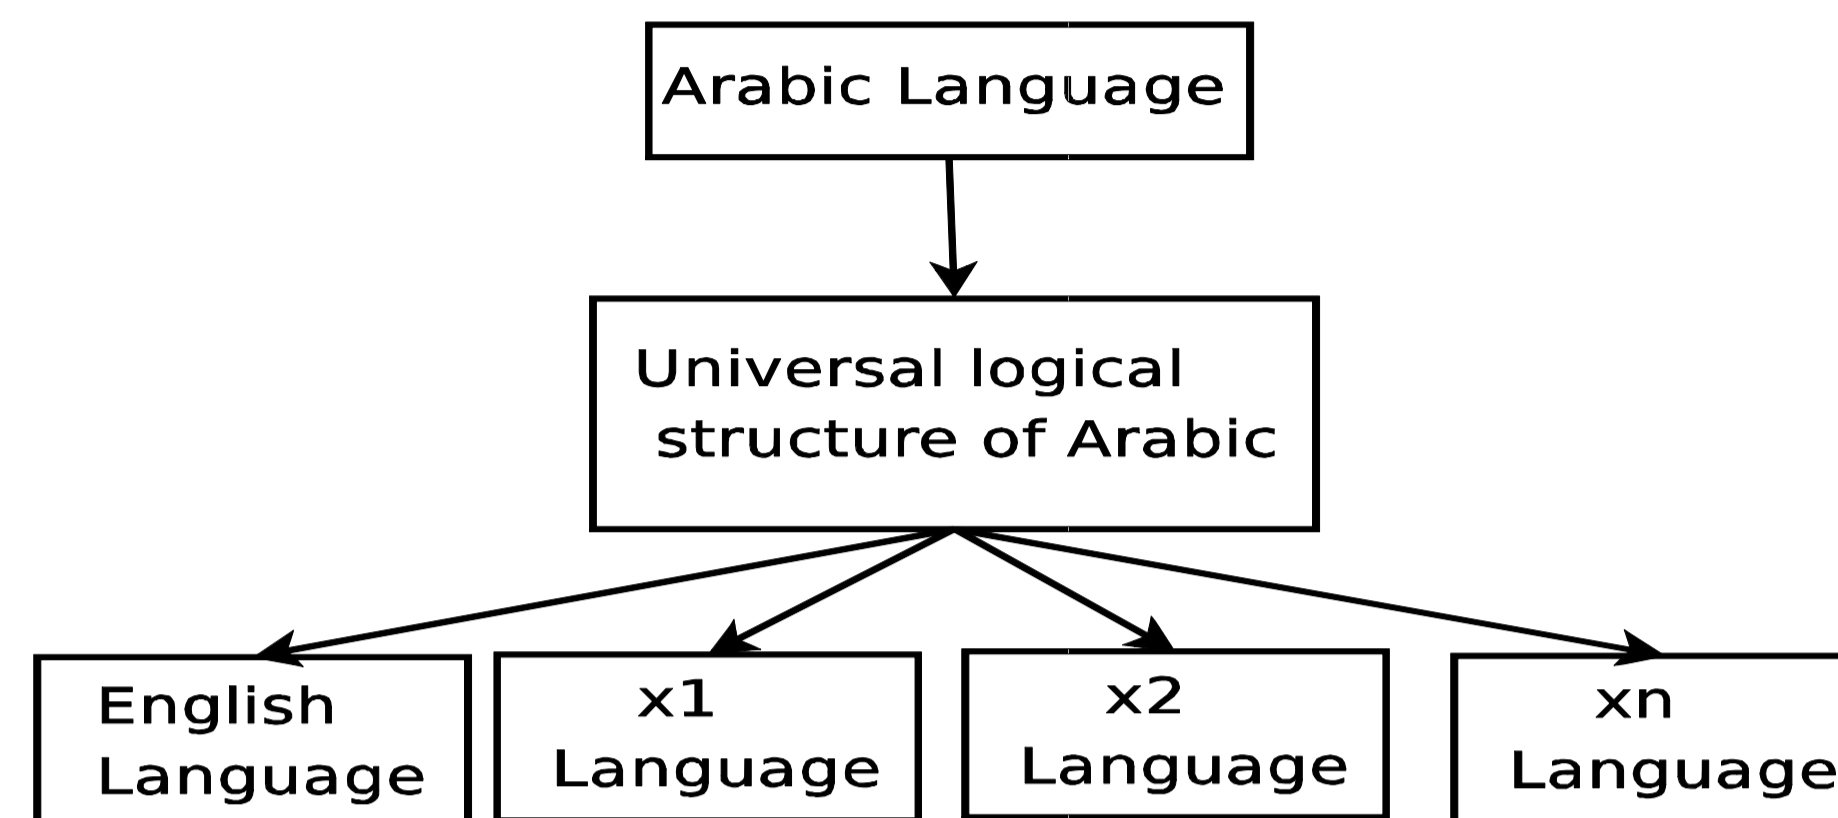 Arabic Language
Universal logical
structure of Arabic
English
Language
x1
Language
x2
Language
xn
Language